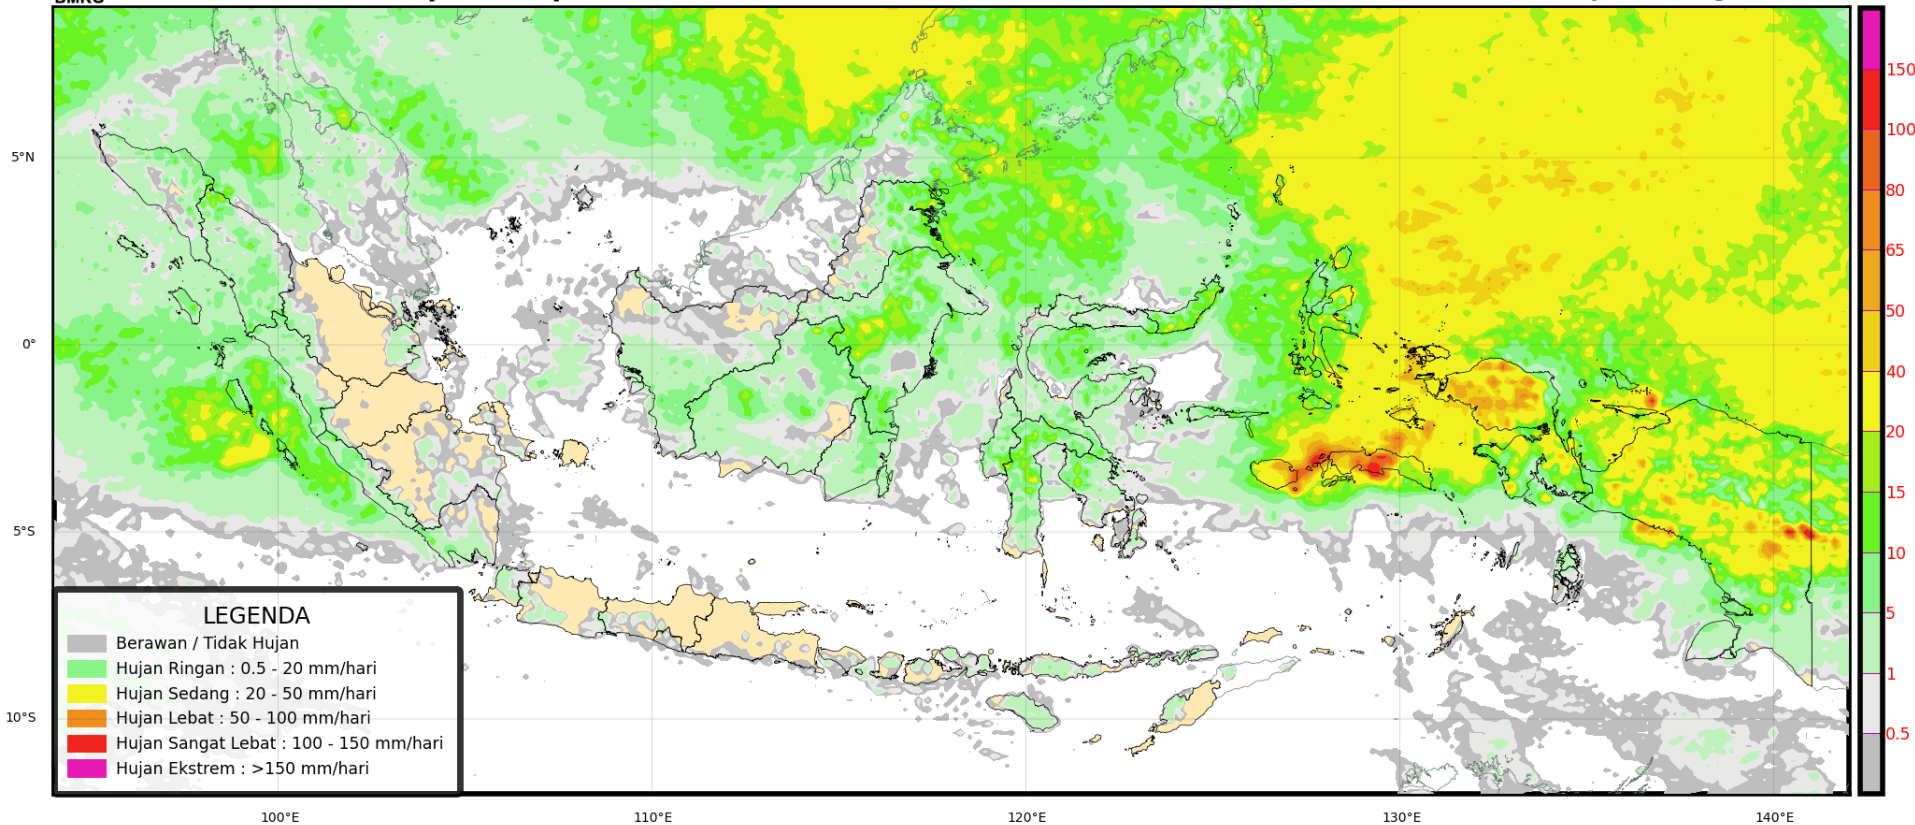 BMKG
150
100
80
65
50
40
20
15
10
5
1
0.5
5°N
0°
5°S
10°S
LEGENDA
Berawan / Tidak Hujan
Hujan Ringan : 0.5 - 20 mm/hari
Hujan Sedang : 20 - 50 mm/hari
Hujan Lebat : 50 - 100 mm/hari
Hujan Sangat Lebat : 100 - 150 mm/hari
Hujan Ekstrem : >150 mm/hari
100°E
110°E
120°E
130°E
140°E